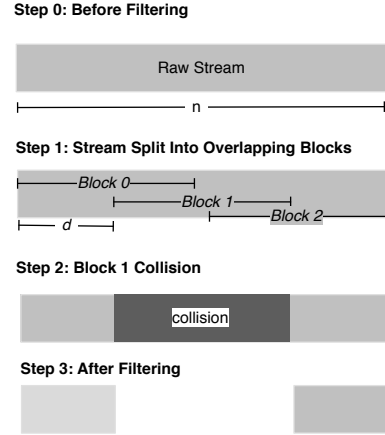 Step 0: Before Filtering
Raw Stream
n
Step 1: Stream Split Into Overlapping Blocks
Block 0
Block 1
Block 2
d
Step 2: Block 1 Collision
collision
Step 3: After Filtering